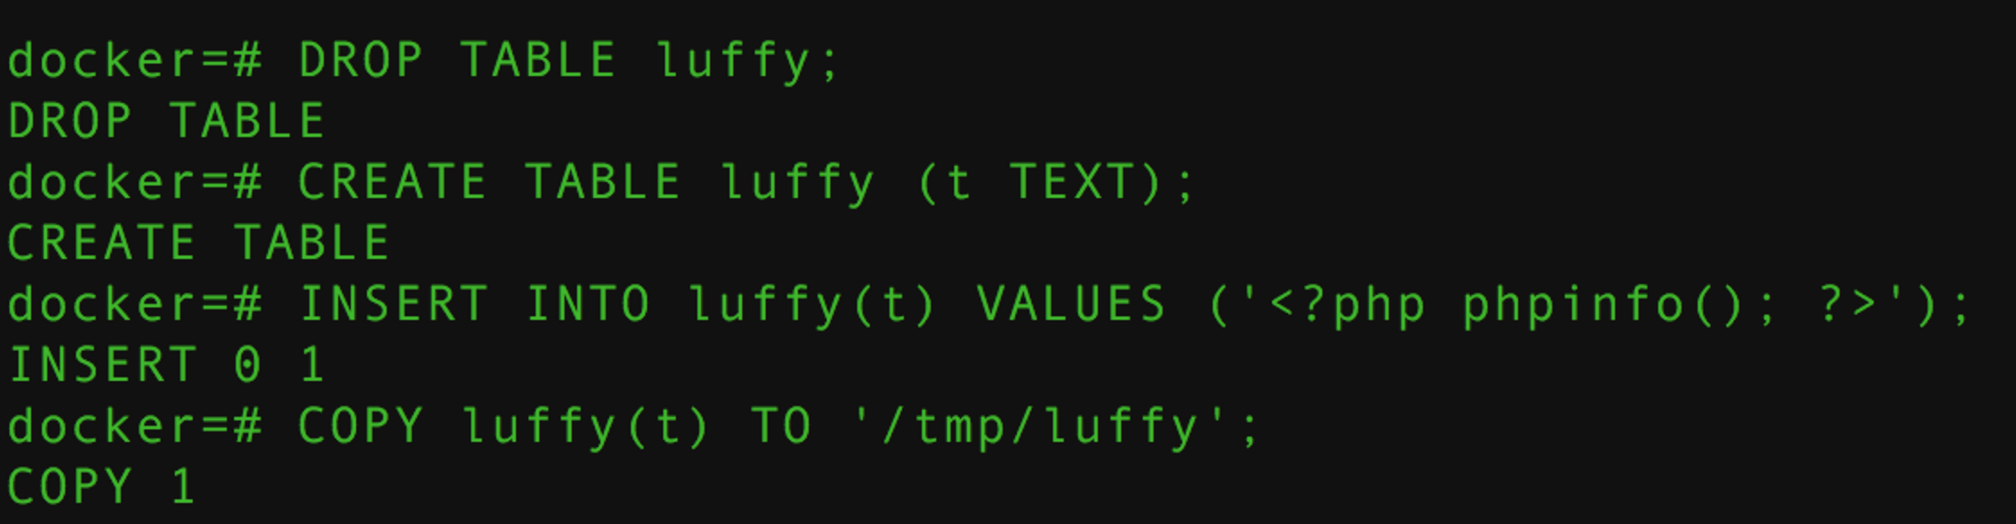 docker=# DROP TABLE luffy;
DROP TABLE
docker=# CREATE TABLE luffy (t TEXT);
CREATE TABLE
docker=# INSERT INTO luffy(t) VALUES ('<?php phpinfo(); ?>');
INSERT 0 1
docker=# COPY luffy(t) TO '/tmp/luffy';
COPY 1